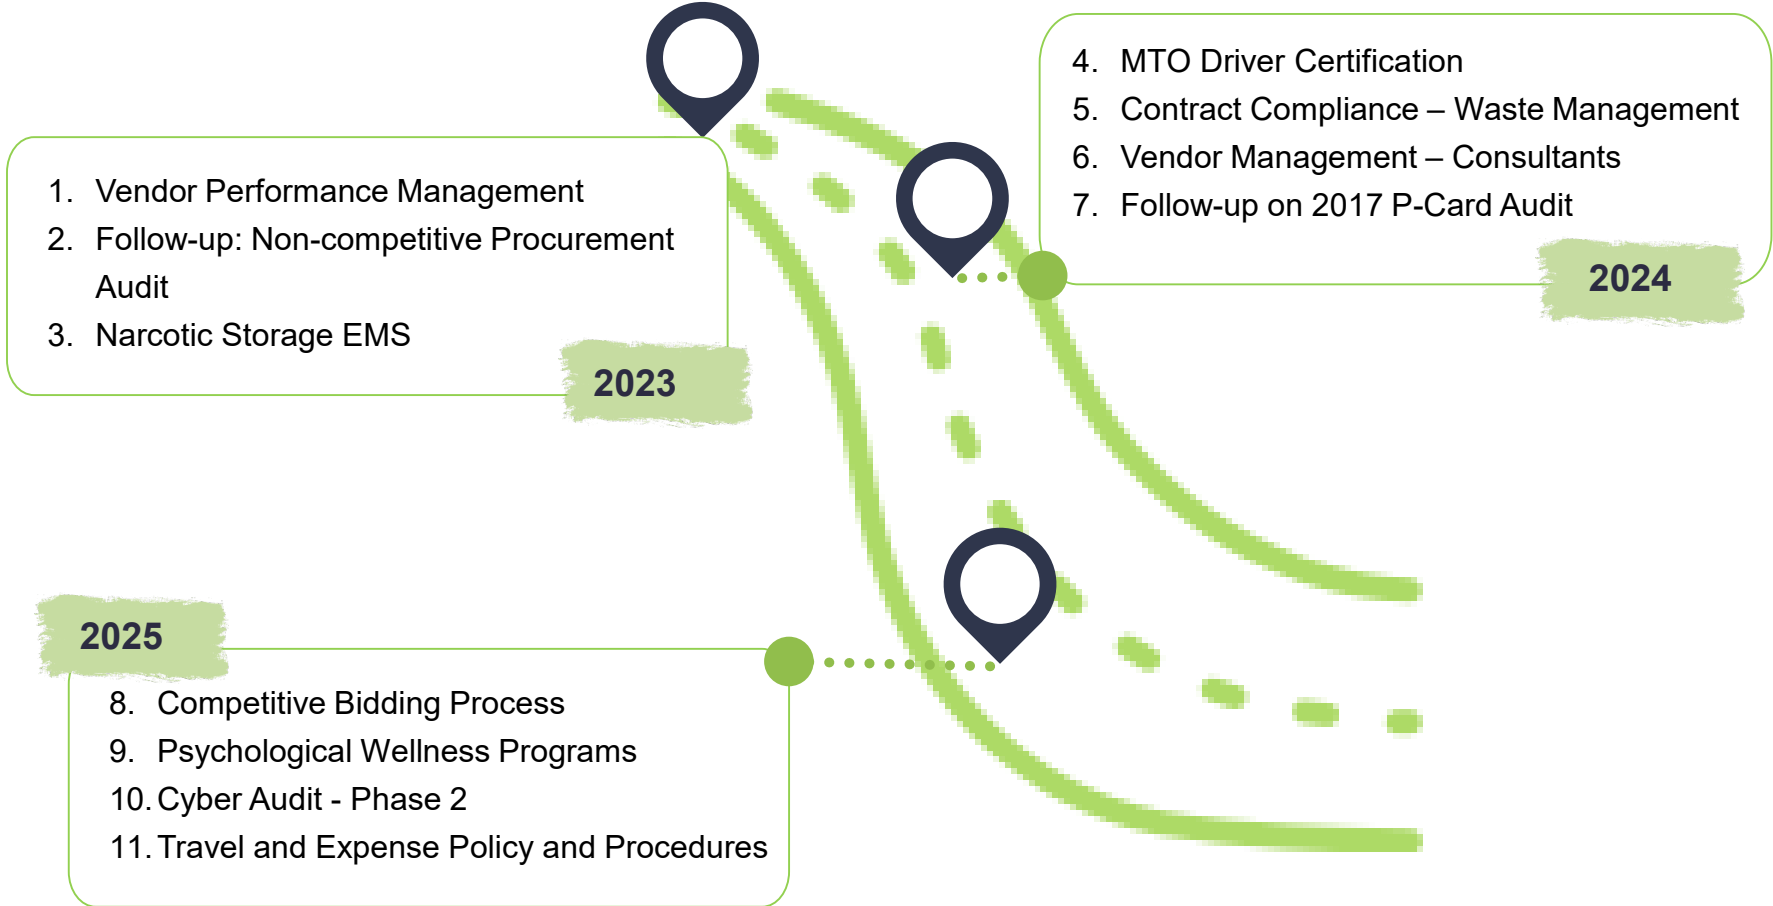 1. Vendor Performance Management
2. Follow-up: Non-competitive Procurement
Audit
3. Narcotic Storage EMS
2023
4. MTO Driver Certification
5. Contract Compliance – Waste Management
6. Vendor Management – Consultants
7. Follow-up on 2017 P-Card Audit
2024
2025
8. Competitive Bidding Process
9. Psychological Wellness Programs
10. Cyber Audit - Phase 2
11. Travel and Expense Policy and Procedures